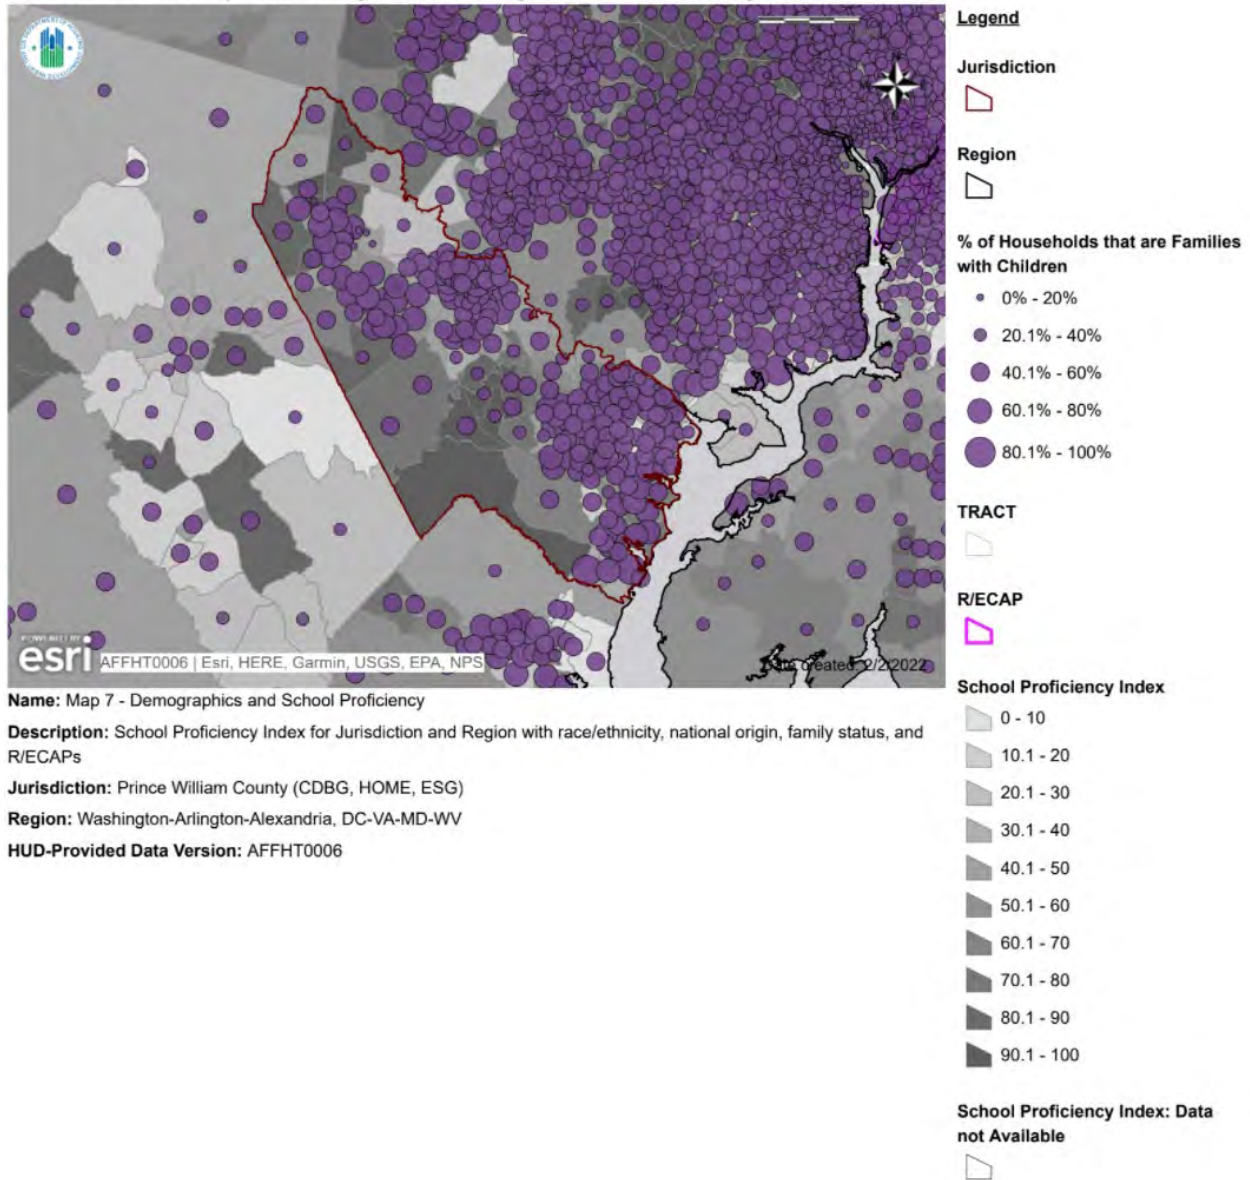 Legend
Jurisdiction
Region
% of Households that are Families
with Children
0% - 20%
20.1% - 40%
40.1% - 60%
60.1% - 80%
80.1% - 100%
TRACT
R/ECAP
School Proficiency Index
0 - 10
10.1 - 20
20.1 - 30
30.1 - 40
40.1 - 50
50.1 - 60
60.1 - 70
70.1 - 80
80.1 - 90
90.1 - 100
School Proficiency Index: Data
not Available
POWERED BY
esri
AFFHT0006 | Esri, HERE, Garmin, USGS, EPA, NPS
Date created: 2/2/2022
Name: Map 7 - Demographics and School Proficiency
Description: School Proficiency Index for Jurisdiction and Region with race/ethnicity, national origin, family status, and
R/ECAPs
Jurisdiction: Prince William County (CDBG, HOME, ESG)
Region: Washington-Arlington-Alexandria, DC-VA-MD-WV
HUD-Provided Data Version: AFFHT0006